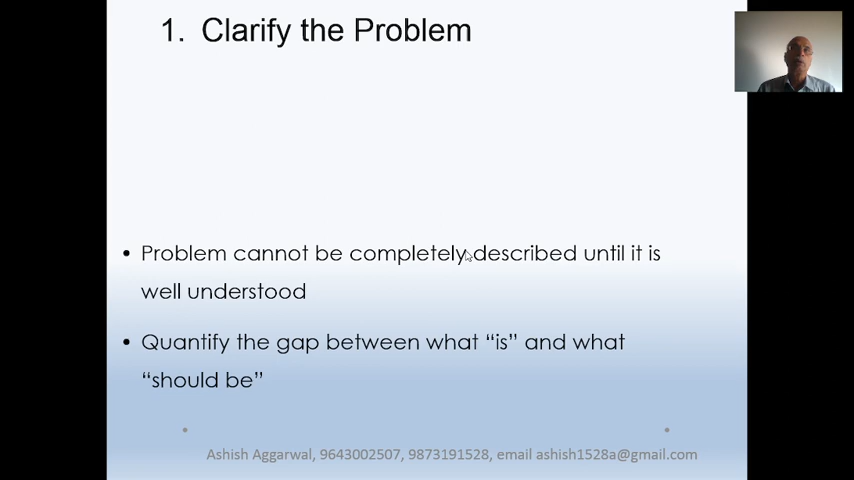 1. Clarify the Problem
• Problem cannot be completely described until it is
well understood
• Quantify the gap between what “is” and what
“should be”
Ashish Aggarwal, 9643002507, 9873191528, email ashish1528a@gmail.com